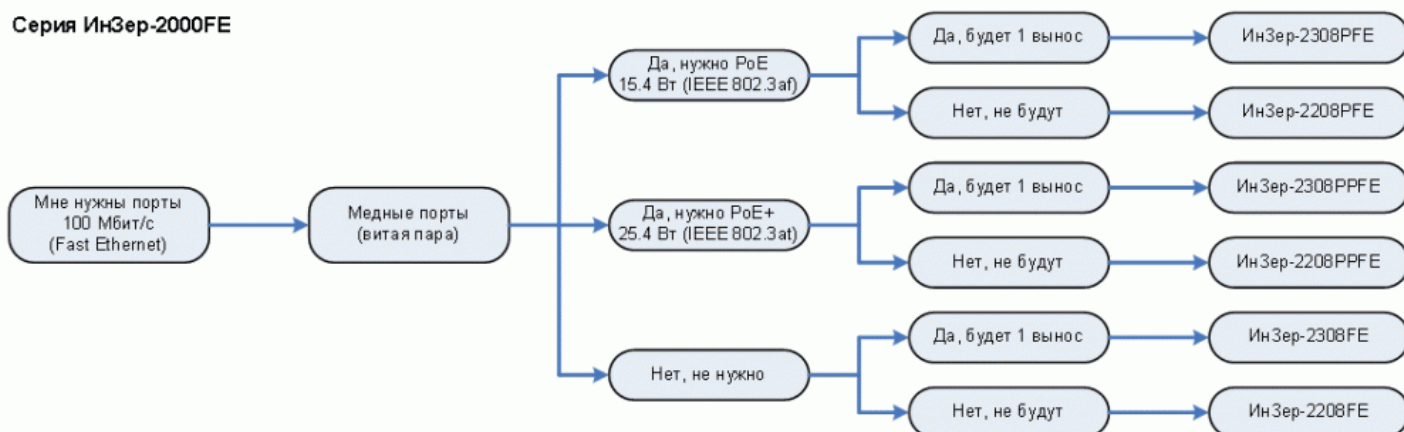 Серия ИнЗер-2000FE
Мне нужны порты
100 Мбит/с
(Fast Ethernet)
Медные порты
(витая пара)
Да, нужно PoE
15.4 Вт (IEEE 802.3af)
Да, будет 1 вынос
ИнЗер-2308PFE
Нет, не будут
ИнЗер-2208PFE
Да, нужно PoE+
25.4 Вт (IEEE 802.3at)
Да, будет 1 вынос
ИнЗер-2308PPFE
Нет, не будут
ИнЗер-2208PPFE
Нет, не нужно
Да, будет 1 вынос
ИнЗер-2308FE
Нет, не будут
ИнЗер-2208FE